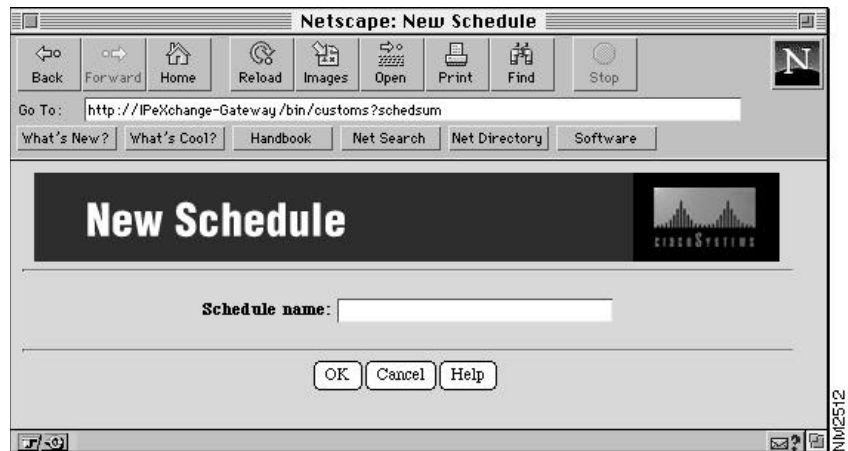 Netscape: New Schedule
Back Forward Home Reload Images Open Print Find Stop
N
Go To: http://IPeXchange-Gateway/bin/customs?schedsum
What's New? What's Cool? Handbook Net Search Net Directory Software
New Schedule
CISCO SYSTEMS
Schedule name:
OK Cancel Help
?
NM2512